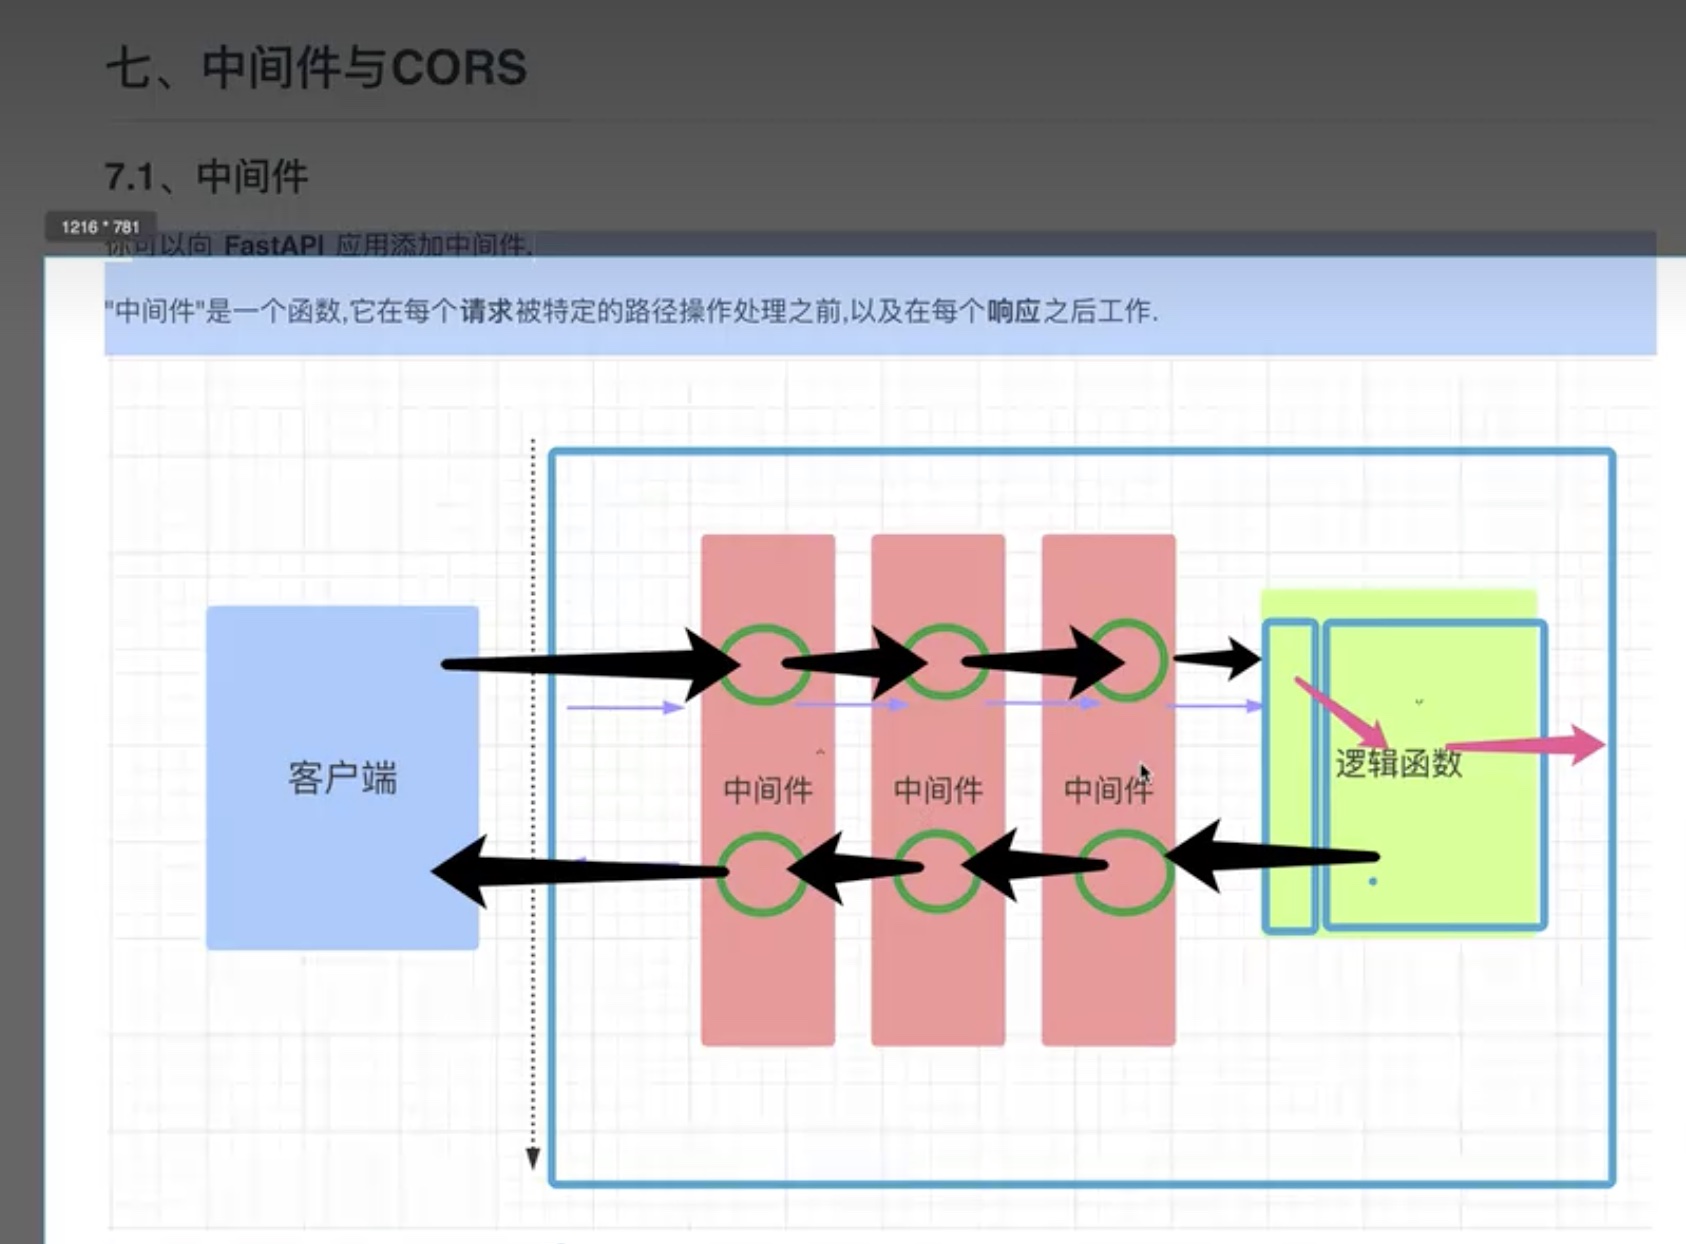 七、中间件与CORS
7.1、中间件
1216 * 781
你可以向 FastAPI 应用添加中间件.
"中间件"是一个函数,它在每个请求被特定的路径操作处理之前,以及在每个响应之后工作.
客户端
中间件
中间件
中间件
逻辑函数